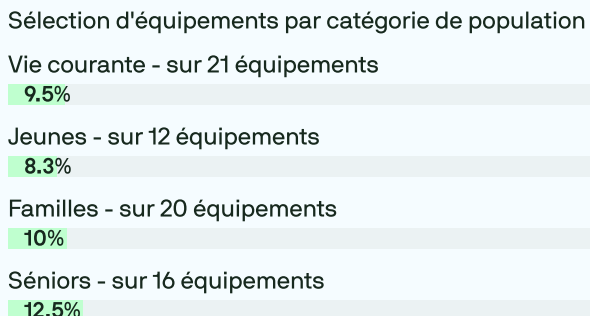 Sélection d'équipements par catégorie de population
Vie courante - sur 21 équipements
9.5%
Jeunes - sur 12 équipements
8.3%
Familles - sur 20 équipements
10%
Séniors - sur 16 équipements
12.5%